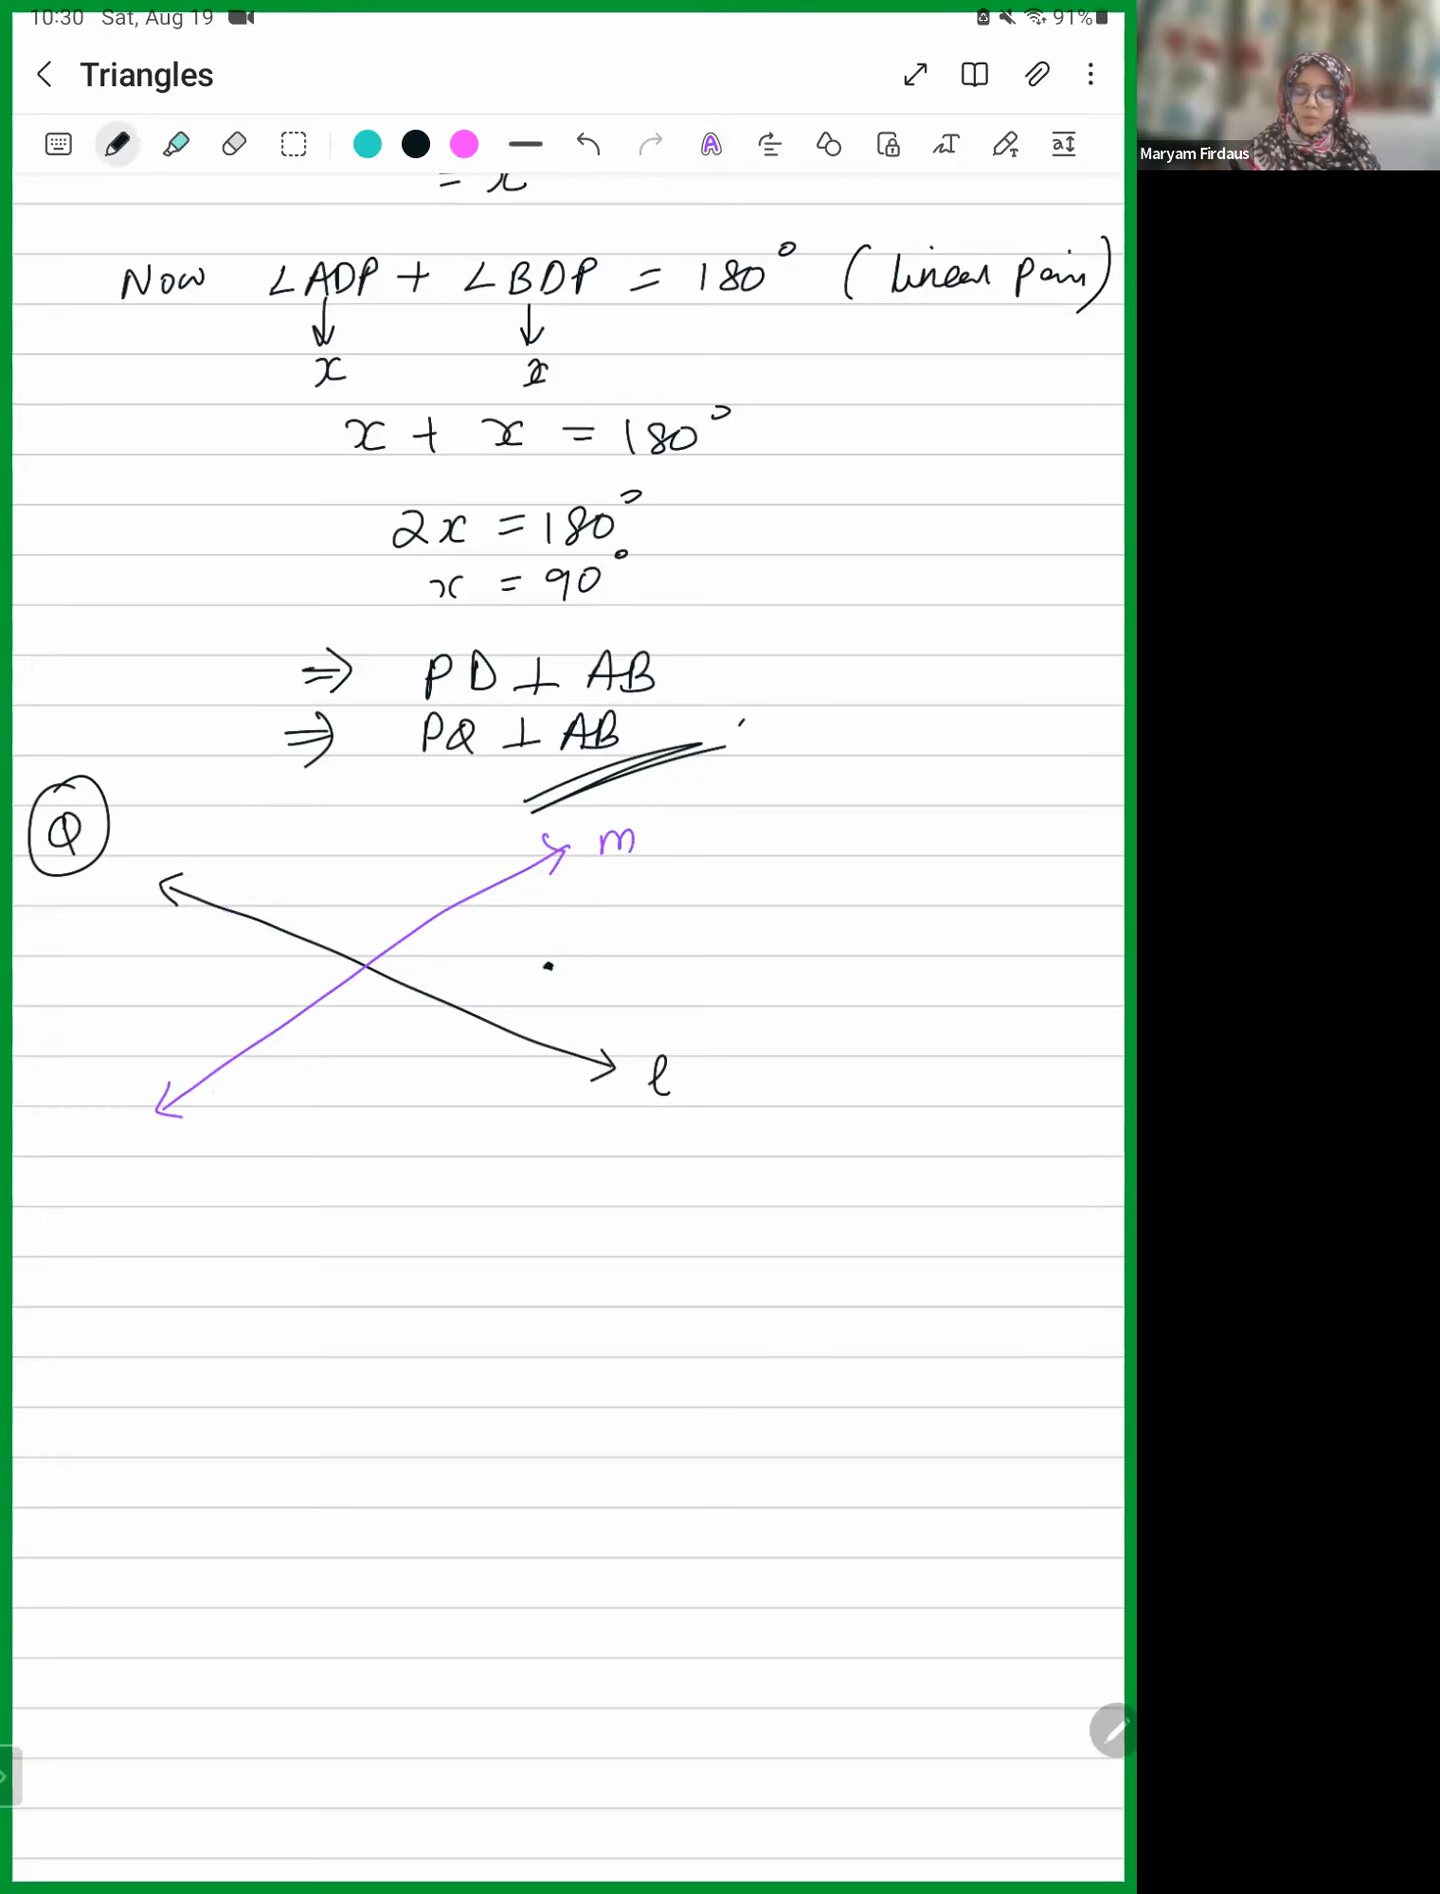 10:30 Sat, Aug 19 91%
Triangles
Maryam Firdaus
= x
Now ∠ADP + ∠BDP = 180° (linear pair)
↓ ↓
x x
x + x = 180°
2x = 180°
x = 90°
⇒ PD ⊥ AB
⇒ PQ ⊥ AB
Q
m
l